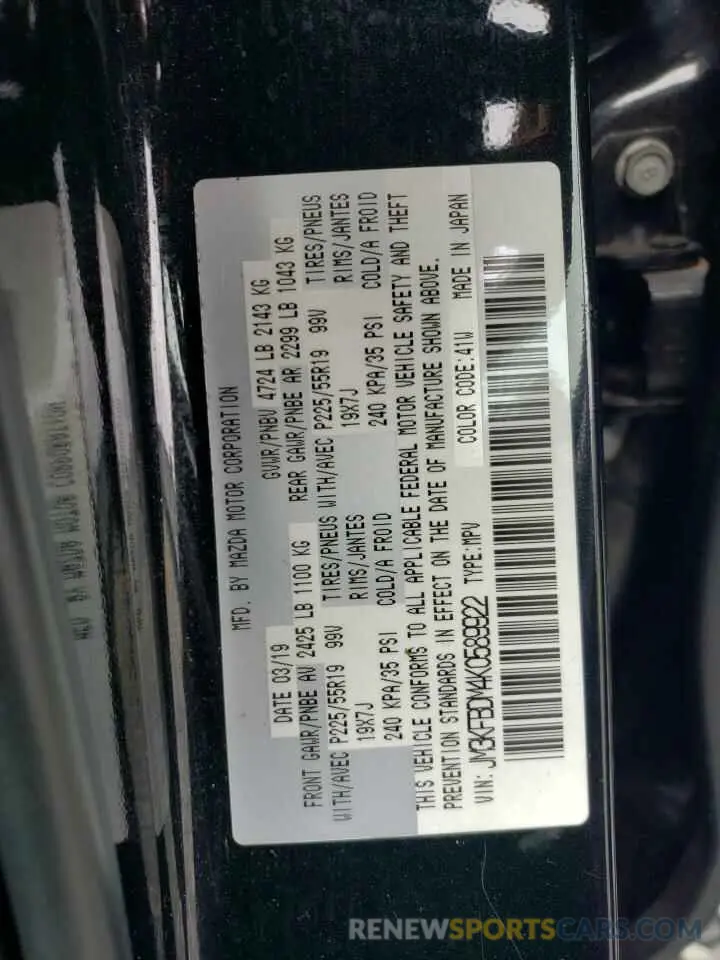 MFD. BY MAZDA MOTOR CORPORATION
DATE 03/19 GVWR/PNBV 4724 LB 2143 KG
FRONT GAWR/PNBE AV 2425 LB 1100 KG REAR GAWR/PNBE AR 2299 LB 1043 KG
TIRES/PNEUS TIRES/PNEUS
WITH/AVEC P225/55R19 99V WITH/AVEC P225/55R19 99V
RIMS/JANTES RIMS/JANTES
19X7J 19X7J
COLD/A FROID COLD/A FROID
240 KPA/35 PSI 240 KPA/35 PSI
THIS VEHICLE CONFORMS TO ALL APPLICABLE FEDERAL MOTOR VEHICLE SAFETY AND THEFT
PREVENTION STANDARDS IN EFFECT ON THE DATE OF MANUFACTURE SHOWN ABOVE.
VIN: JM3KFBDM4K0589922 TYPE:MPV COLOR CODE:41W MADE IN JAPAN
RENEWSPORTSCARS.COM